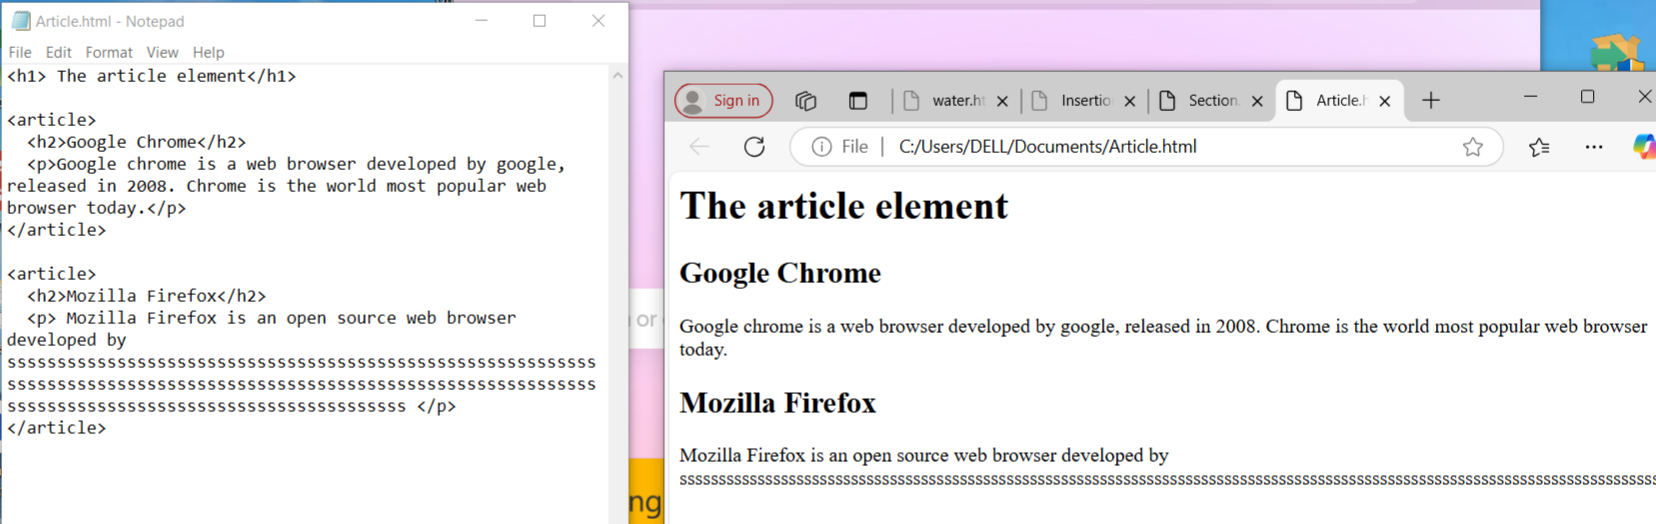 Article.html - Notepad
File Edit Format View Help
<h1> The article element</h1>
<article>
<h2>Google Chrome</h2>
<p>Google chrome is a web browser developed by google,
released in 2008. Chrome is the world most popular web
browser today.</p>
</article>
<article>
<h2>Mozilla Firefox</h2>
<p> Mozilla Firefox is an open source web browser
developed by
sssssssssssssssssssssssssssssssssssssssssssssssssssssssssss
sssssssssssssssssssssssssssssssssssssssssssssssssssssssssss
ssssssssssssssssssssssssssssssssssssssss </p>
</article>
or
ng
Sign in
water.ht
Insertio
Section.
Article.h
File
C:/Users/DELL/Documents/Article.html
The article element
Google Chrome
Google chrome is a web browser developed by google, released in 2008. Chrome is the world most popular web browser
today.
Mozilla Firefox
Mozilla Firefox is an open source web browser developed by
sssssssssssssssssssssssssssssssssssssssssssssssssssssssssssssssssssssssssssssssssssssssssssssssssssssssssssssssssssssssssssss